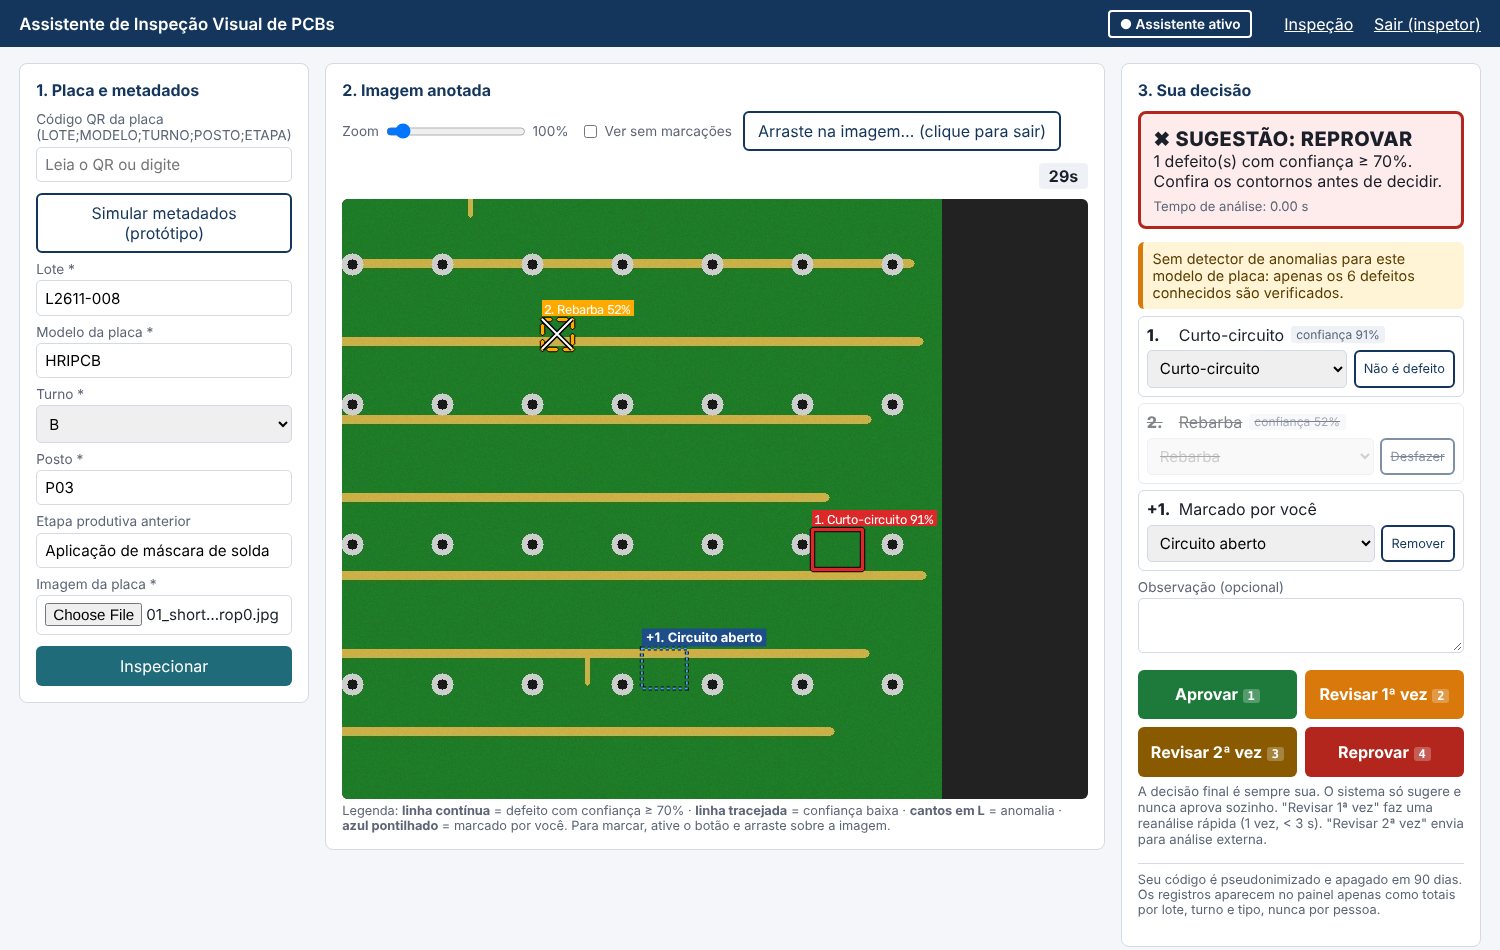 Assistente de Inspeção Visual de PCBs
● Assistente ativo
Inspeção
Sair (inspetor)
1. Placa e metadados
Código QR da placa
(LOTE;MODELO;TURNO;POSTO;ETAPA)
Leia o QR ou digite
Simular metadados
(protótipo)
Lote *
L2611-008
Modelo da placa *
HRIPCB
Turno *
B
Posto *
P03
Etapa produtiva anterior
Aplicação de máscara de solda
Imagem da placa *
Choose File 01_short...rop0.jpg
Inspecionar
2. Imagem anotada
Zoom 100% Ver sem marcações
Arraste na imagem... (clique para sair)
29s
2. Rebarba 52%
1. Curto-circuito 91%
+1. Circuito aberto
Legenda: linha contínua = defeito com confiança ≥ 70% · linha tracejada = confiança baixa · cantos em L = anomalia ·
azul pontilhado = marcado por você. Para marcar, ative o botão e arraste sobre a imagem.
3. Sua decisão
✖ SUGESTÃO: REPROVAR
1 defeito(s) com confiança ≥ 70%.
Confira os contornos antes de decidir.
Tempo de análise: 0.00 s
Sem detector de anomalias para este
modelo de placa: apenas os 6 defeitos
conhecidos são verificados.
1. Curto-circuito confiança 91%
Curto-circuito
Não é defeito
2. Rebarba confiança 52%
Rebarba
Desfazer
+1. Marcado por você
Circuito aberto
Remover
Observação (opcional)
Aprovar 1
Revisar 1ª vez 2
Revisar 2ª vez 3
Reprovar 4
A decisão final é sempre sua. O sistema só sugere e
nunca aprova sozinho. "Revisar 1ª vez" faz uma
reanálise rápida (1 vez, < 3 s). "Revisar 2ª vez" envia
para análise externa.
Seu código é pseudonimizado e apagado em 90 dias.
Os registros aparecem no painel apenas como totais
por lote, turno e tipo, nunca por pessoa.